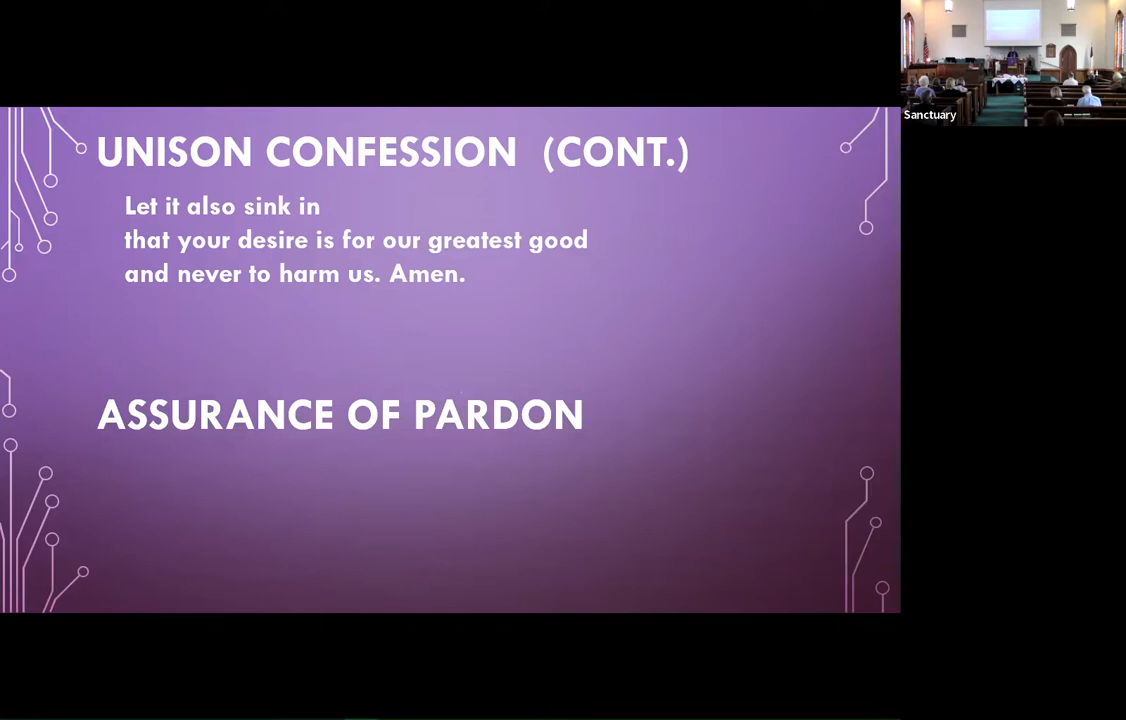 UNISON CONFESSION (CONT.)
Let it also sink in
that your desire is for our greatest good
and never to harm us. Amen.
ASSURANCE OF PARDON
Sanctuary